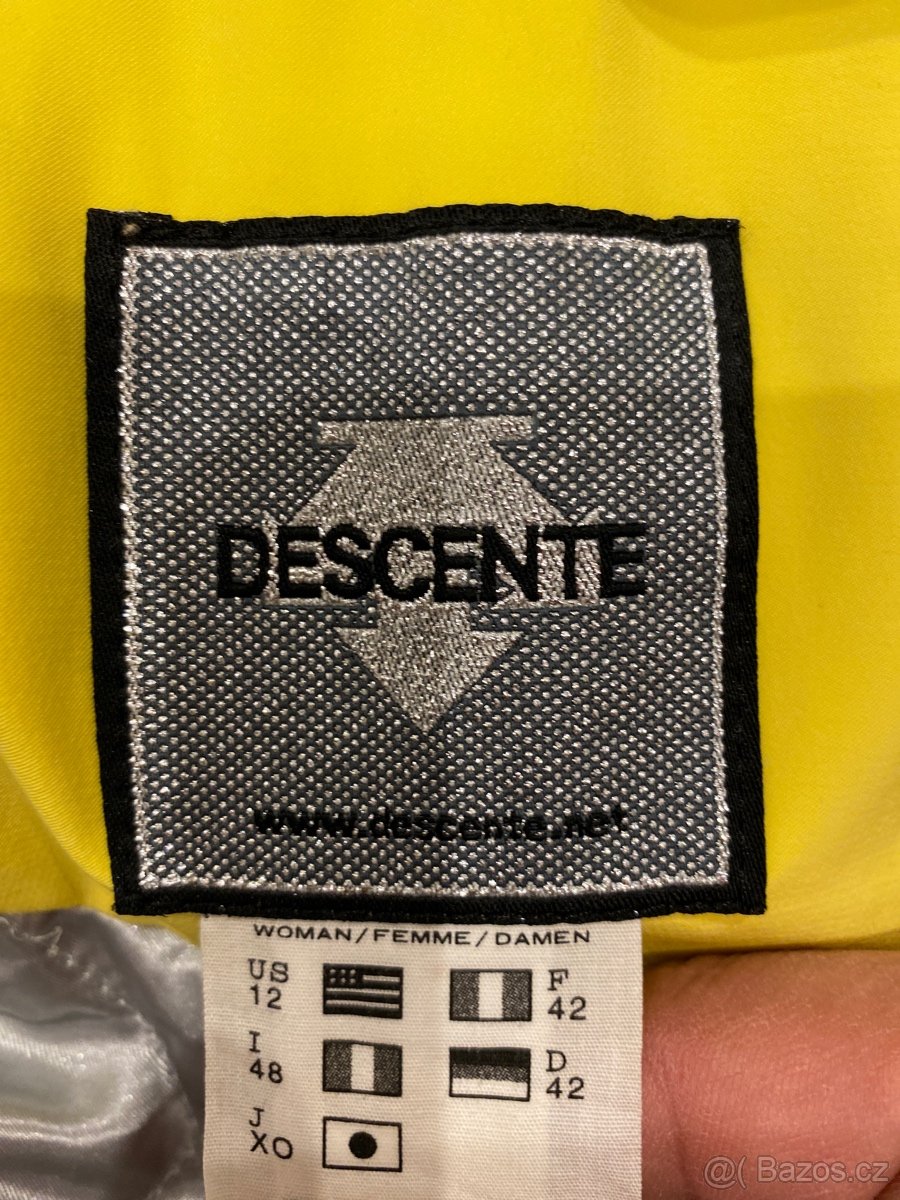 DESCENTE
www.descente.net
WOMAN/FEMME/DAMEN
US 12 F 42
I 48 D 42
J XO
@( Bazos.cz